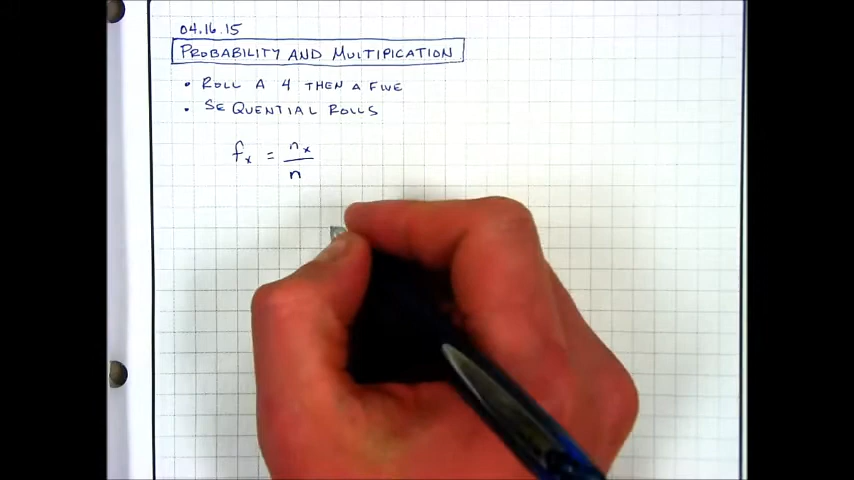 04.16.15
PROBABILITY AND MULTIPICATION
• ROLL A 4 THEN A FIVE
• SEQUENTIAL ROLLS
fx = nx / n